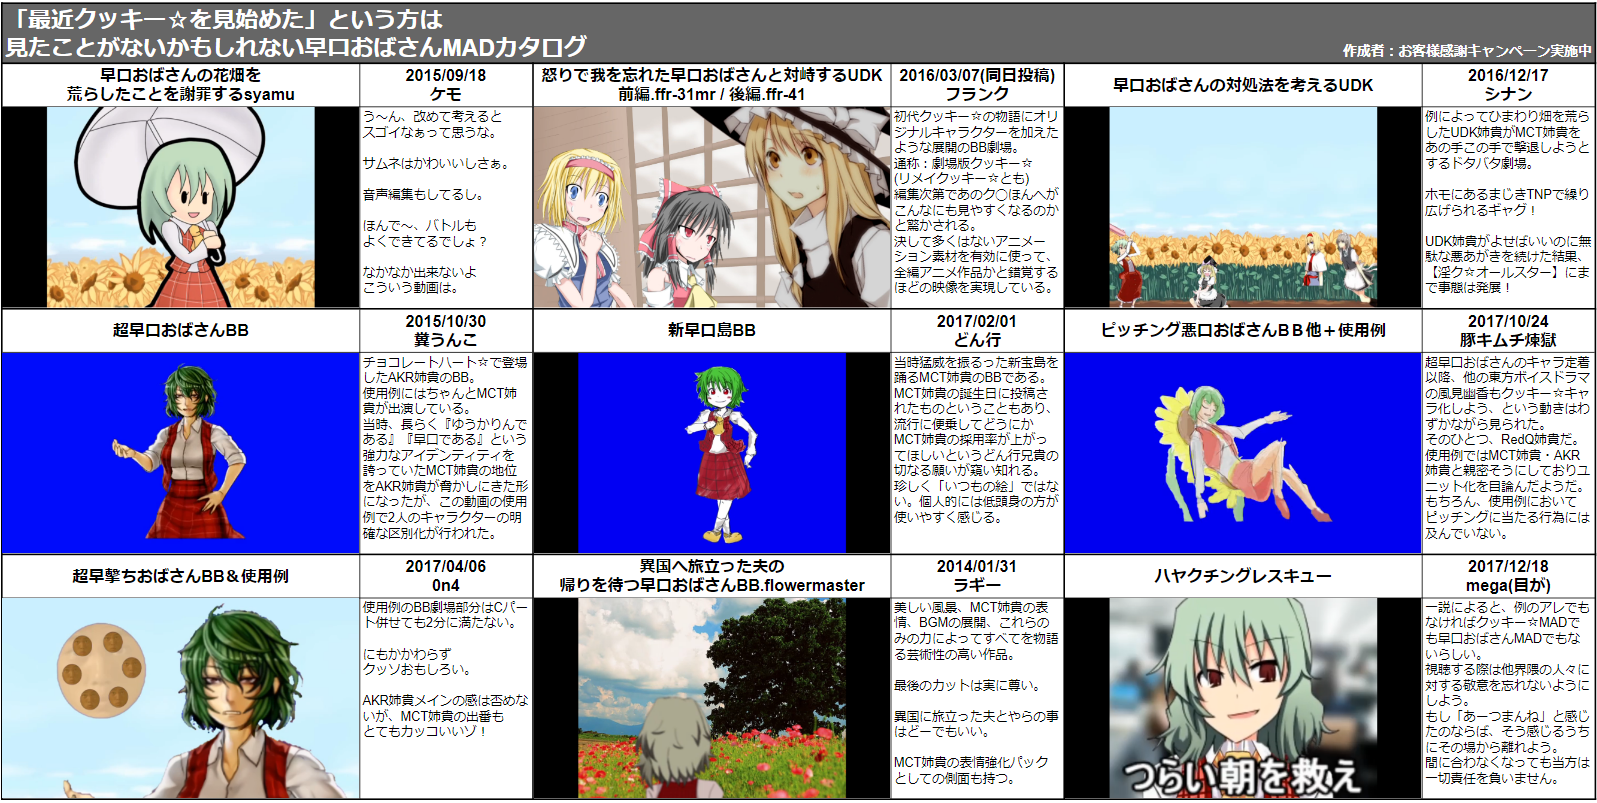 「最近クッキー☆を見始めた」という方は
見たことがないかもしれない早口おばさんMADカタログ
作成者：お客様感謝キャンペーン実施中
早口おばさんの花畑を
荒らしたことを謝罪するsyamu
2015/09/18
ケモ
う～ん、改めて考えると
スゴイなぁって思うな。
サムネはかわいいしさぁ。
音声編集もしてるし。
ほんで～、バトルも
よくできてるでしょ？
なかなか出来ないよ
こういう動画は。
怒りで我を忘れた早口おばさんと対峙するUDK
前編.ffr-31mr / 後編.ffr-41
2016/03/07(同日投稿)
フランク
初代クッキー☆の物語にオリ
ジナルキャラクターを加えた
ような展開のBB劇場。
通称：劇場版クッキー☆
(リメイクッキー☆とも)
編集次第であのク〇ほんへが
こんなにも見やすくなるのか
と驚かされる。
決して多くはないアニメー
ション素材を有効に使って、
全編アニメ作品かと錯覚する
ほどの映像を実現している。
早口おばさんの対処法を考えるUDK
2016/12/17
シナン
例によってひまわり畑を荒ら
したUDK姉貴がMCT姉貴を
あの手この手で撃退しようと
するドタバタ劇場。
ホモにあるまじきTNPで繰り
広げられるギャグ！
UDK姉貴がよせばいいのに無
駄な悪あがきを続けた結果、
【淫ク☆オールスター】にま
で事態は発展！
超早口おばさんBB
2015/10/30
糞うんこ
チョコレートハート☆で登場
したAKR姉貴のBB。
使用例にはちゃんとMCT姉
貴が出演している。
当時、長らく『ゆうかりんで
ある』『早口である』という
強力なアイデンティティを
誇っていたMCT姉貴の地位
をAKR姉貴が脅かしにきた形
になったが、この動画の使用
例で2人のキャラクターの明
確な区別化が行われた。
新早口島BB
2017/02/01
どん行
当時猛威を振るった新宝島を
踊るMCT姉貴のBBである。
MCT姉貴の誕生日に投稿さ
れたものということもあり、
流行に便乗してどうにか
MCT姉貴の採用率が上がっ
てほしいというどん行兄貴の
切なる願いが窺い知れる。
珍しく「いつもの絵」ではな
い。個人的には低頭身の方が
使いやすく感じる。
ピッチング悪口おばさんＢＢ他＋使用例
2017/10/24
豚キムチ煉獄
超早口おばさんのキャラ定着
以降、他の東方ボイスドラマ
の風見幽香もクッキー☆キャ
ラ化しよう、という動きはわ
ずかながら見られた。
そのひとつ、RedQ姉貴だ。
使用例ではMCT姉貴・AKR
姉貴と親密そうにしておりユ
ニット化を目論んだようだ。
もちろん、使用例において
ピッチングに当たる行為には
及んでいない。
超早撃ちおばさんBB＆使用例
2017/04/06
0n4
使用例のBB劇場部分はCパー
ト併せても2分に満たない。
にもかかわらず
クッソおもしろい。
AKR姉貴メインの感は否めな
いが、MCT姉貴の出番も
とてもカッコいいゾ！
異国へ旅立った夫の
帰りを待つ早口おばさんBB.flowermaster
2014/01/31
ラギー
美しい風景、MCT姉貴の表
情、BGMの展開、これらの
みの力によってすべてを物語
る芸術性の高い作品。
最後のカットは実に尊い。
異国に旅立った夫とやらの事
はどーでもいい。
MCT姉貴の表情強化パック
としての側面も持つ。
ハヤクチングレスキュー
2017/12/18
mega(目が)
一説によると、例のアレでも
なければクッキー☆MADで
も早口おばさんMADでもな
いらしい。
視聴する際は他界隈の人々に
対する敬意を忘れないように
しよう。
もし「あーつまんね」と感じ
たのならば、そう感じるうち
にその場から離れよう。
間に合わなくなっても当方は
一切責任を負いません。
つらい朝を救え